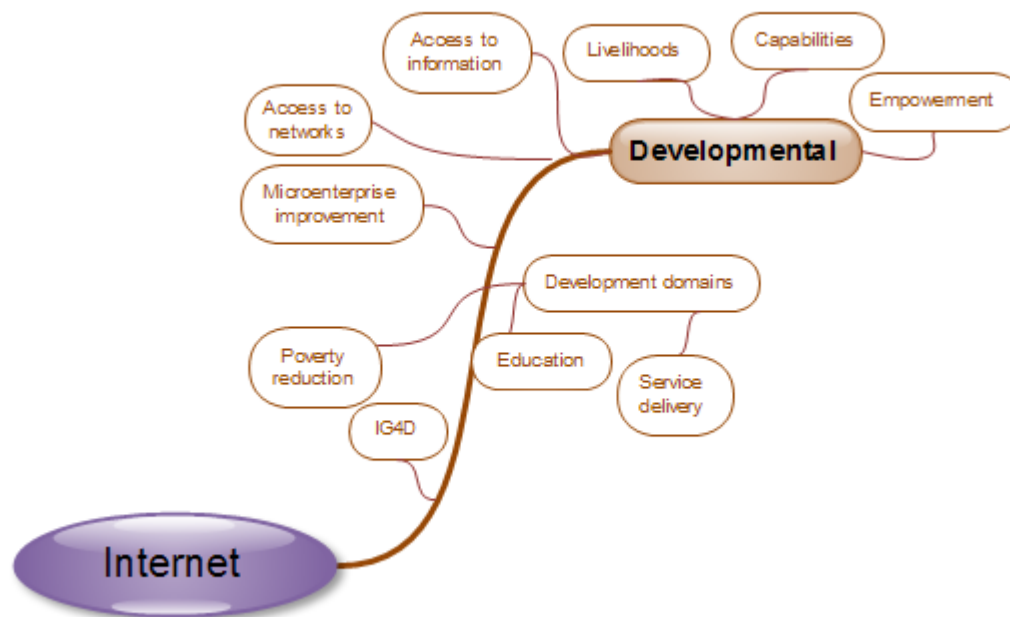 Access to
information
Livelihoods
Capabilities
Empowerment
Access to
networks
Developmental
Microenterprise
improvement
Development domains
Poverty
reduction
Education
Service
delivery
IG4D
Internet